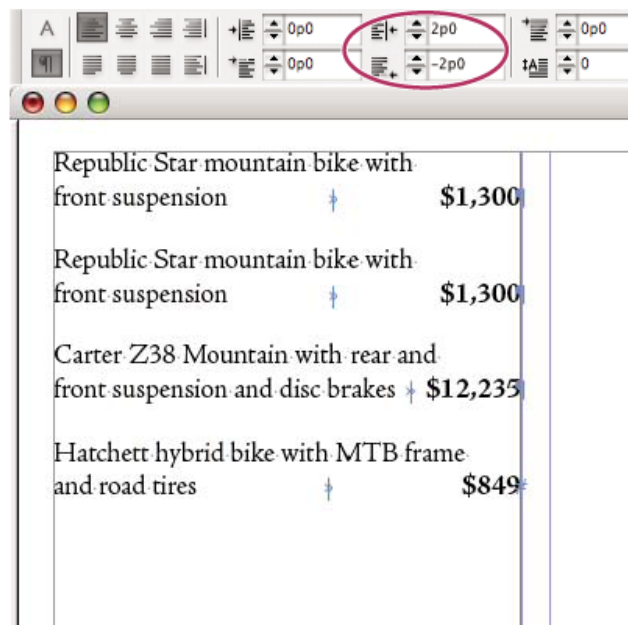 A 0p0 2p0 0p0
¶ 0p0 -2p0 0
Republic Star mountain bike with
front suspension $1,300
Republic Star mountain bike with
front suspension $1,300
Carter Z38 Mountain with rear and
front suspension and disc brakes $12,235
Hatchett hybrid bike with MTB frame
and road tires $849